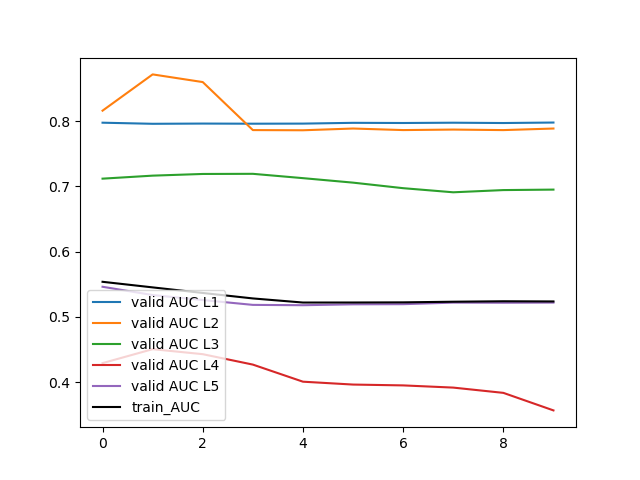 0.8
0.7
0.6
0.5
0.4
valid AUC L1
valid AUC L2
valid AUC L3
valid AUC L4
valid AUC L5
train_AUC
0 2 4 6 8